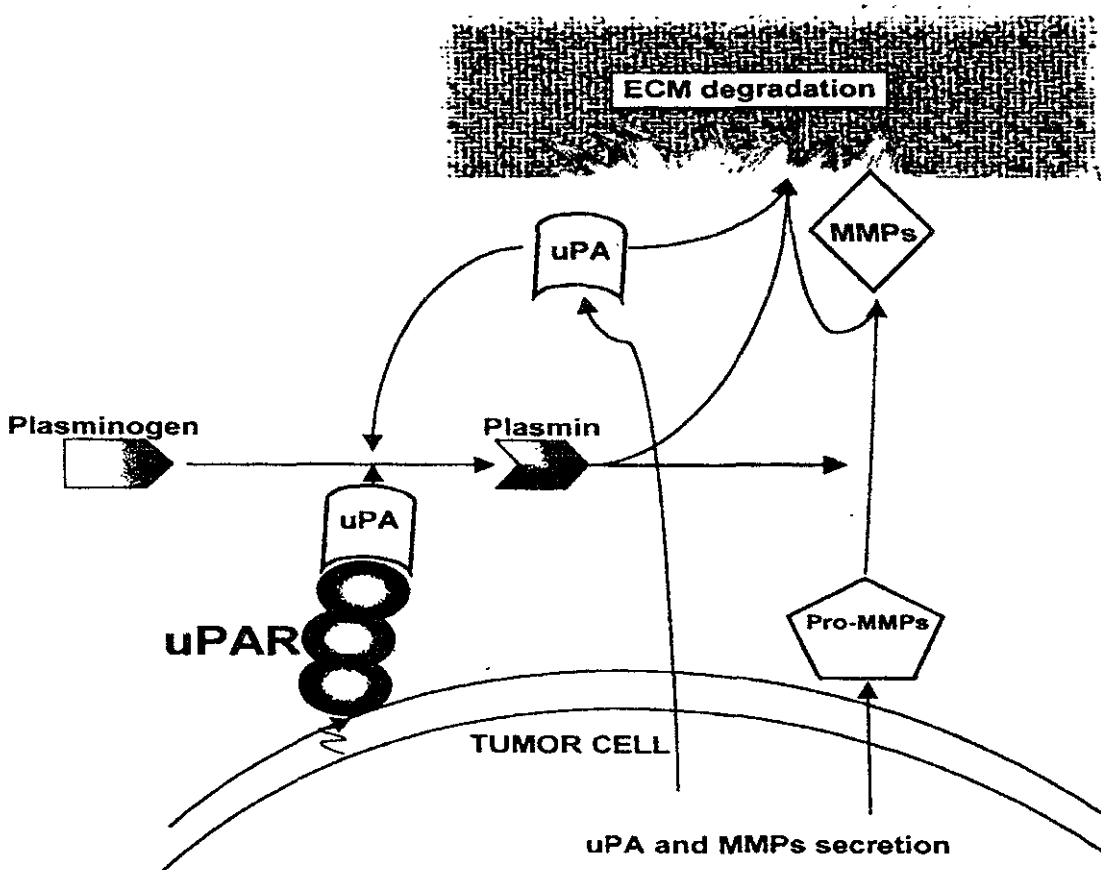 ECM degradation
uPA
MMPs
Plasminogen
Plasmin
uPA
Pro-MMPs
uPAR
TUMOR CELL
uPA and MMPs secretion